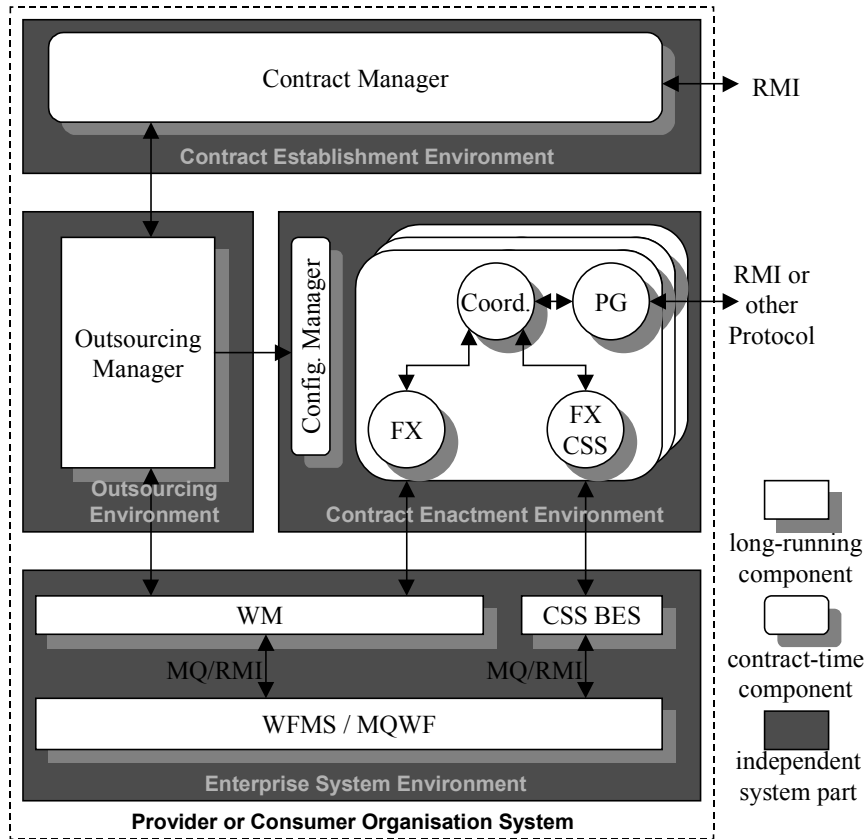 Contract Manager
RMI
Contract Establishment Environment
Outsourcing
Manager
Outsourcing
Environment
Config. Manager
Coord.
PG
FX
FX
CSS
Contract Enactment Environment
RMI or
other
Protocol
WM
CSS BES
MQ/RMI
MQ/RMI
WFMS / MQWF
Enterprise System Environment
Provider or Consumer Organisation System
long-running
component
contract-time
component
independent
system part